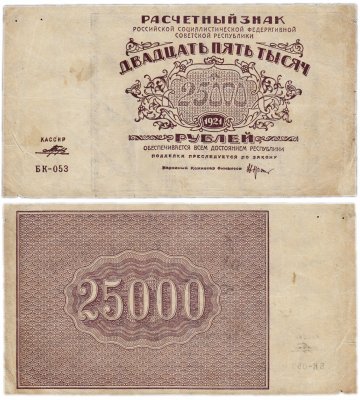 РАСЧЕТНЫЙ ЗНАК
РОССИЙСКОЙ СОЦИАЛИСТИЧЕСКОЙ ФЕДЕРАТИВНОЙ
СОВЕТСКОЙ РЕСПУБЛИКИ
ДВАДЦАТЬ ПЯТЬ ТЫСЯЧ
25000
1921
РУБЛЕЙ
ОБЕСПЕЧИВАЕТСЯ ВСЕМ ДОСТОЯНИЕМ РЕСПУБЛИКИ
ПОДДЕЛКА ПРЕСЛЕДУЕТСЯ ПО ЗАКОНУ
Народный Комиссар Финансов
КАССИР
БК-053
25000